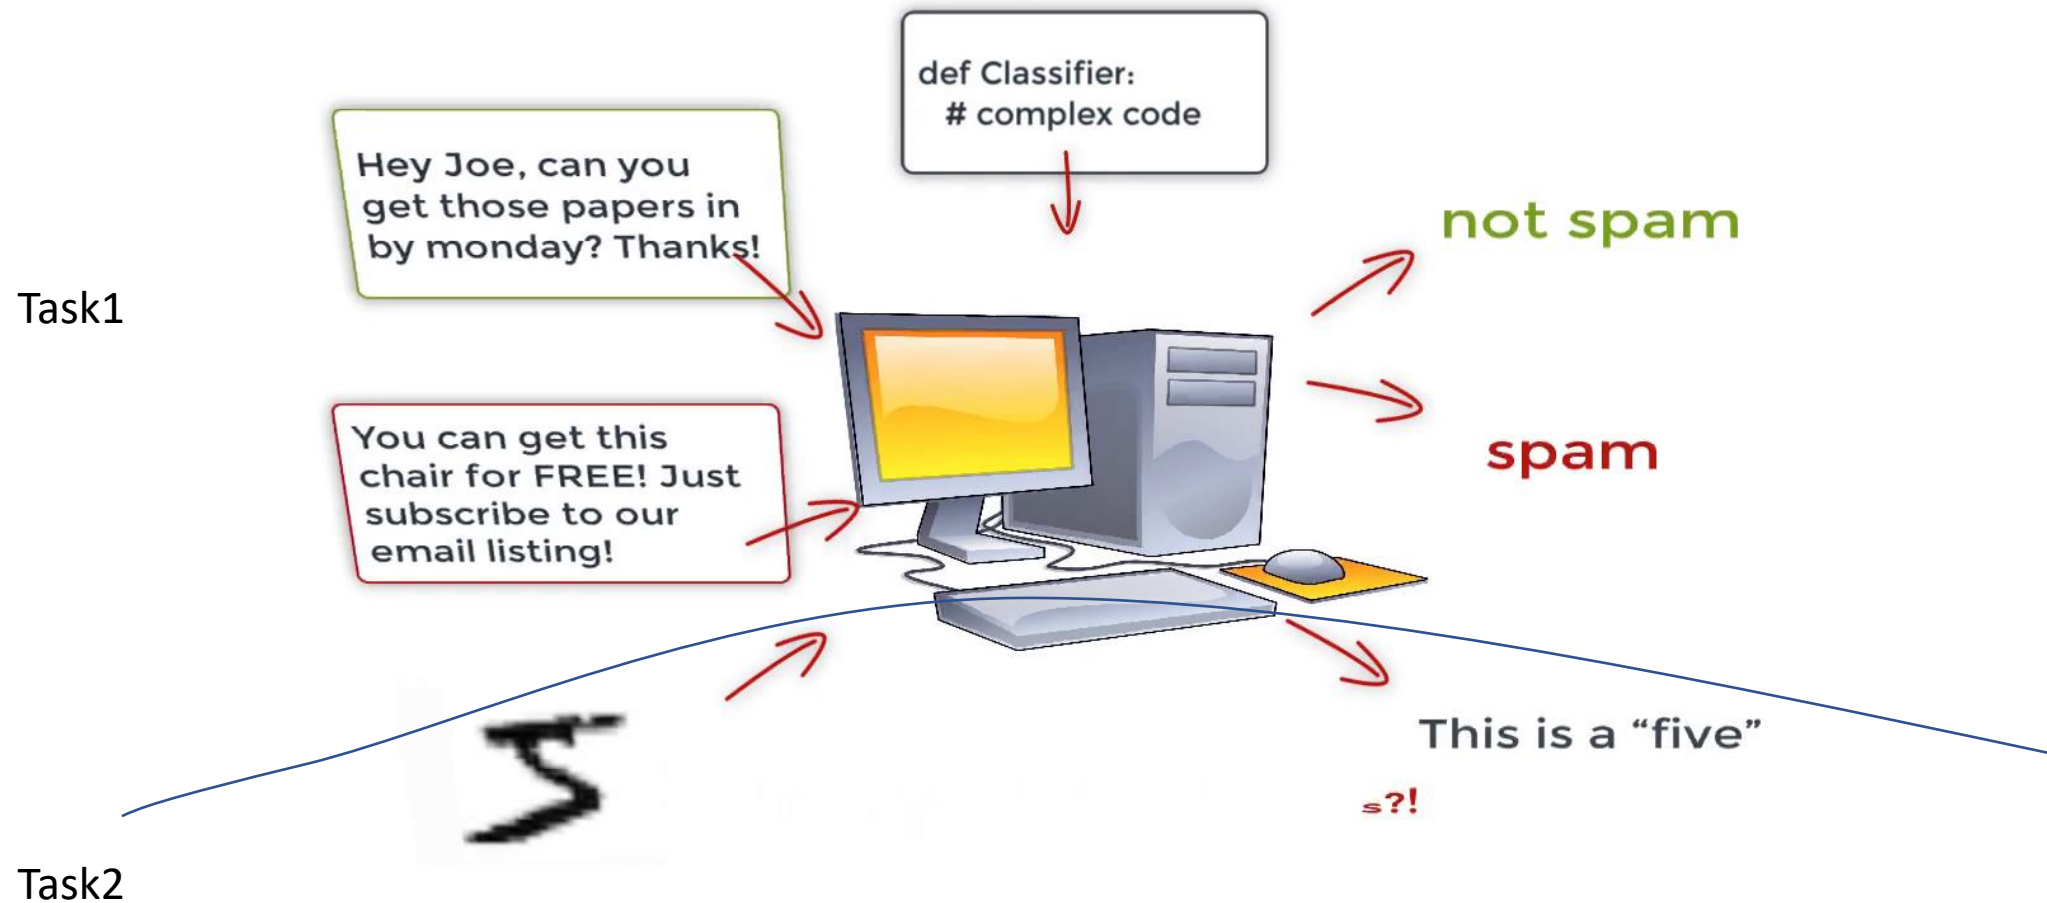 def Classifier:
# complex code
Hey Joe, can you
get those papers in
by monday? Thanks!
not spam
Task1
You can get this
chair for FREE! Just
subscribe to our
email listing!
spam
5
This is a “five”
s?!
Task2